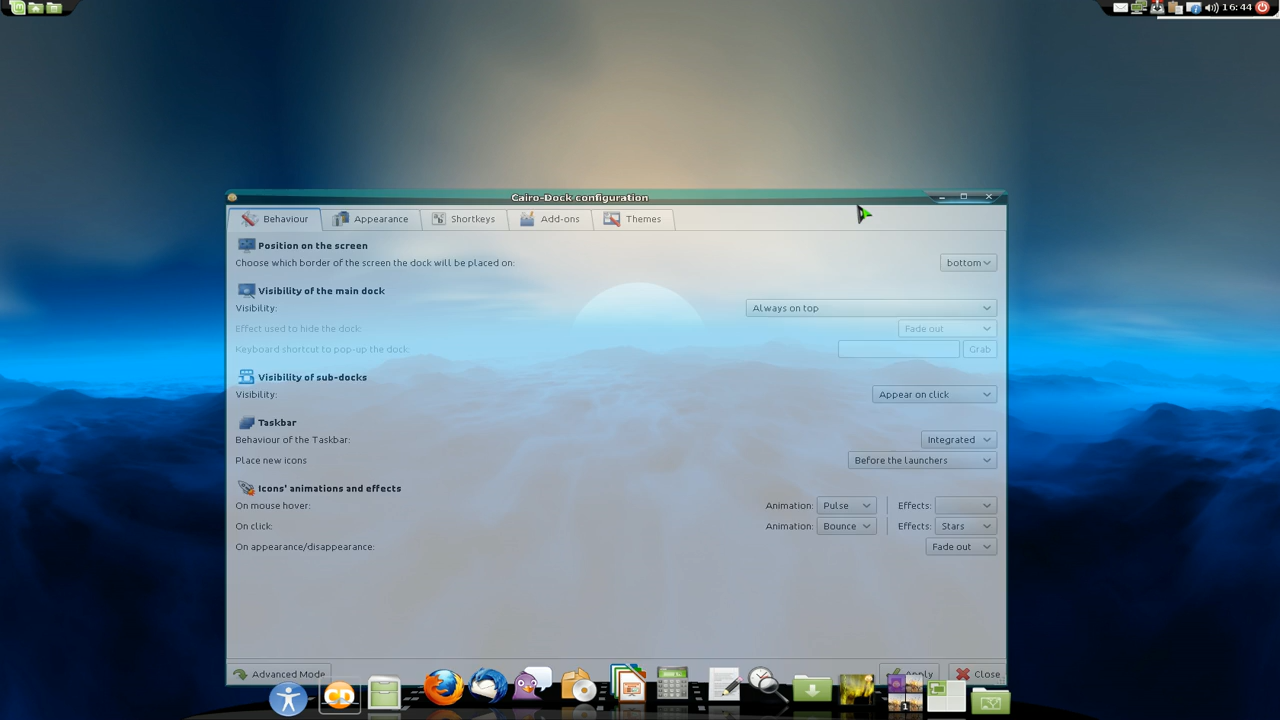 16:44
Cairo-Dock configuration
Behaviour Appearance Shortkeys Add-ons Themes
Position on the screen
Choose which border of the screen the dock will be placed on: bottom
Visibility of the main dock
Visibility: Always on top
Effect used to hide the dock: Fade out
Keyboard shortcut to pop-up the dock: Grab
Visibility of sub-docks
Visibility: Appear on click
Taskbar
Behaviour of the Taskbar: Integrated
Place new icons Before the launchers
Icons' animations and effects
On mouse hover: Animation: Pulse Effects:
On click: Animation: Bounce Effects: Stars
On appearance/disappearance: Fade out
Advanced Mode Apply Close
1